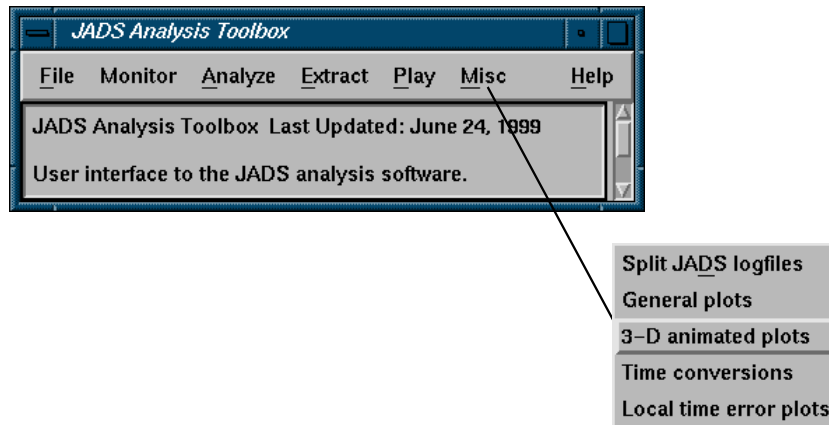 JADS Analysis Toolbox
File Monitor Analyze Extract Play Misc Help
JADS Analysis Toolbox Last Updated: June 24, 1999
User interface to the JADS analysis software.
Split JADS logfiles
General plots
3-D animated plots
Time conversions
Local time error plots